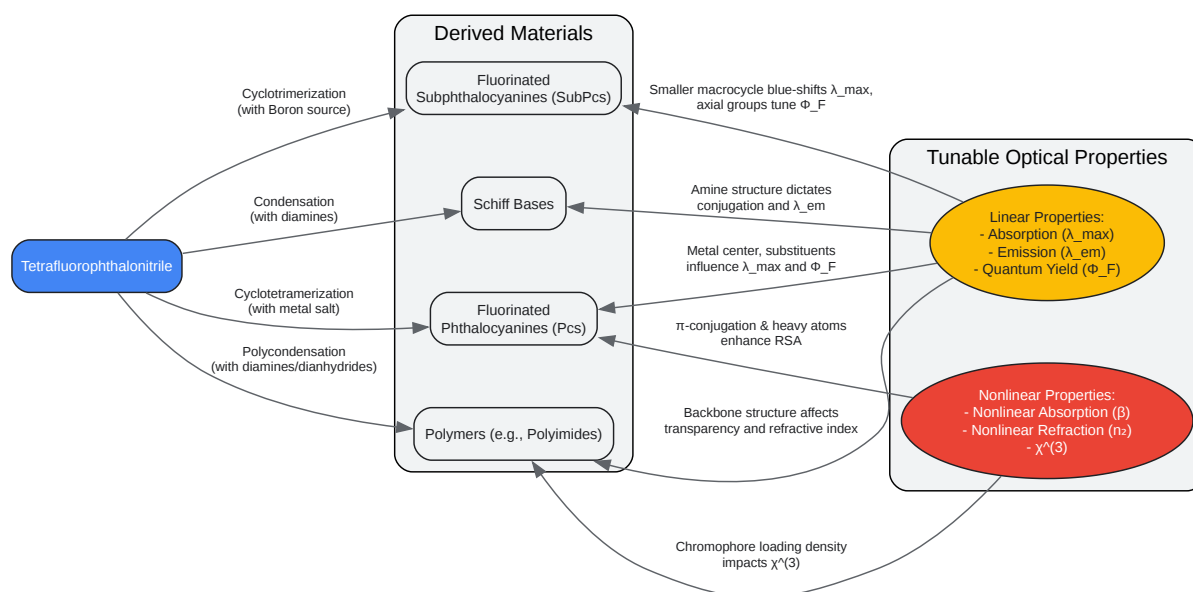 Derived Materials
Fluorinated
Subphthalocyanines (SubPcs)
Cyclotrimerization
(with Boron source)
Smaller macrocycle blue-shifts λ_max,
axial groups tune Φ_F
Tunable Optical Properties
Condensation
(with diamines)
Schiff Bases
Amine structure dictates
conjugation and λ_em
Linear Properties:
- Absorption (λ_max)
- Emission (λ_em)
- Quantum Yield (Φ_F)
Tetrafluorophthalonitrile
Metal center, substituents
influence λ_max and Φ_F
Cyclotetramerization
(with metal salt)
Fluorinated
Phthalocyanines (Pcs)
π-conjugation & heavy atoms
enhance RSA
Polycondensation
(with diamines/dianhydrides)
Nonlinear Properties:
- Nonlinear Absorption (β)
- Nonlinear Refraction (n₂)
- χ^(3)
Polymers (e.g., Polyimides)
Backbone structure affects
transparency and refractive index
Chromophore loading density
impacts χ^(3)